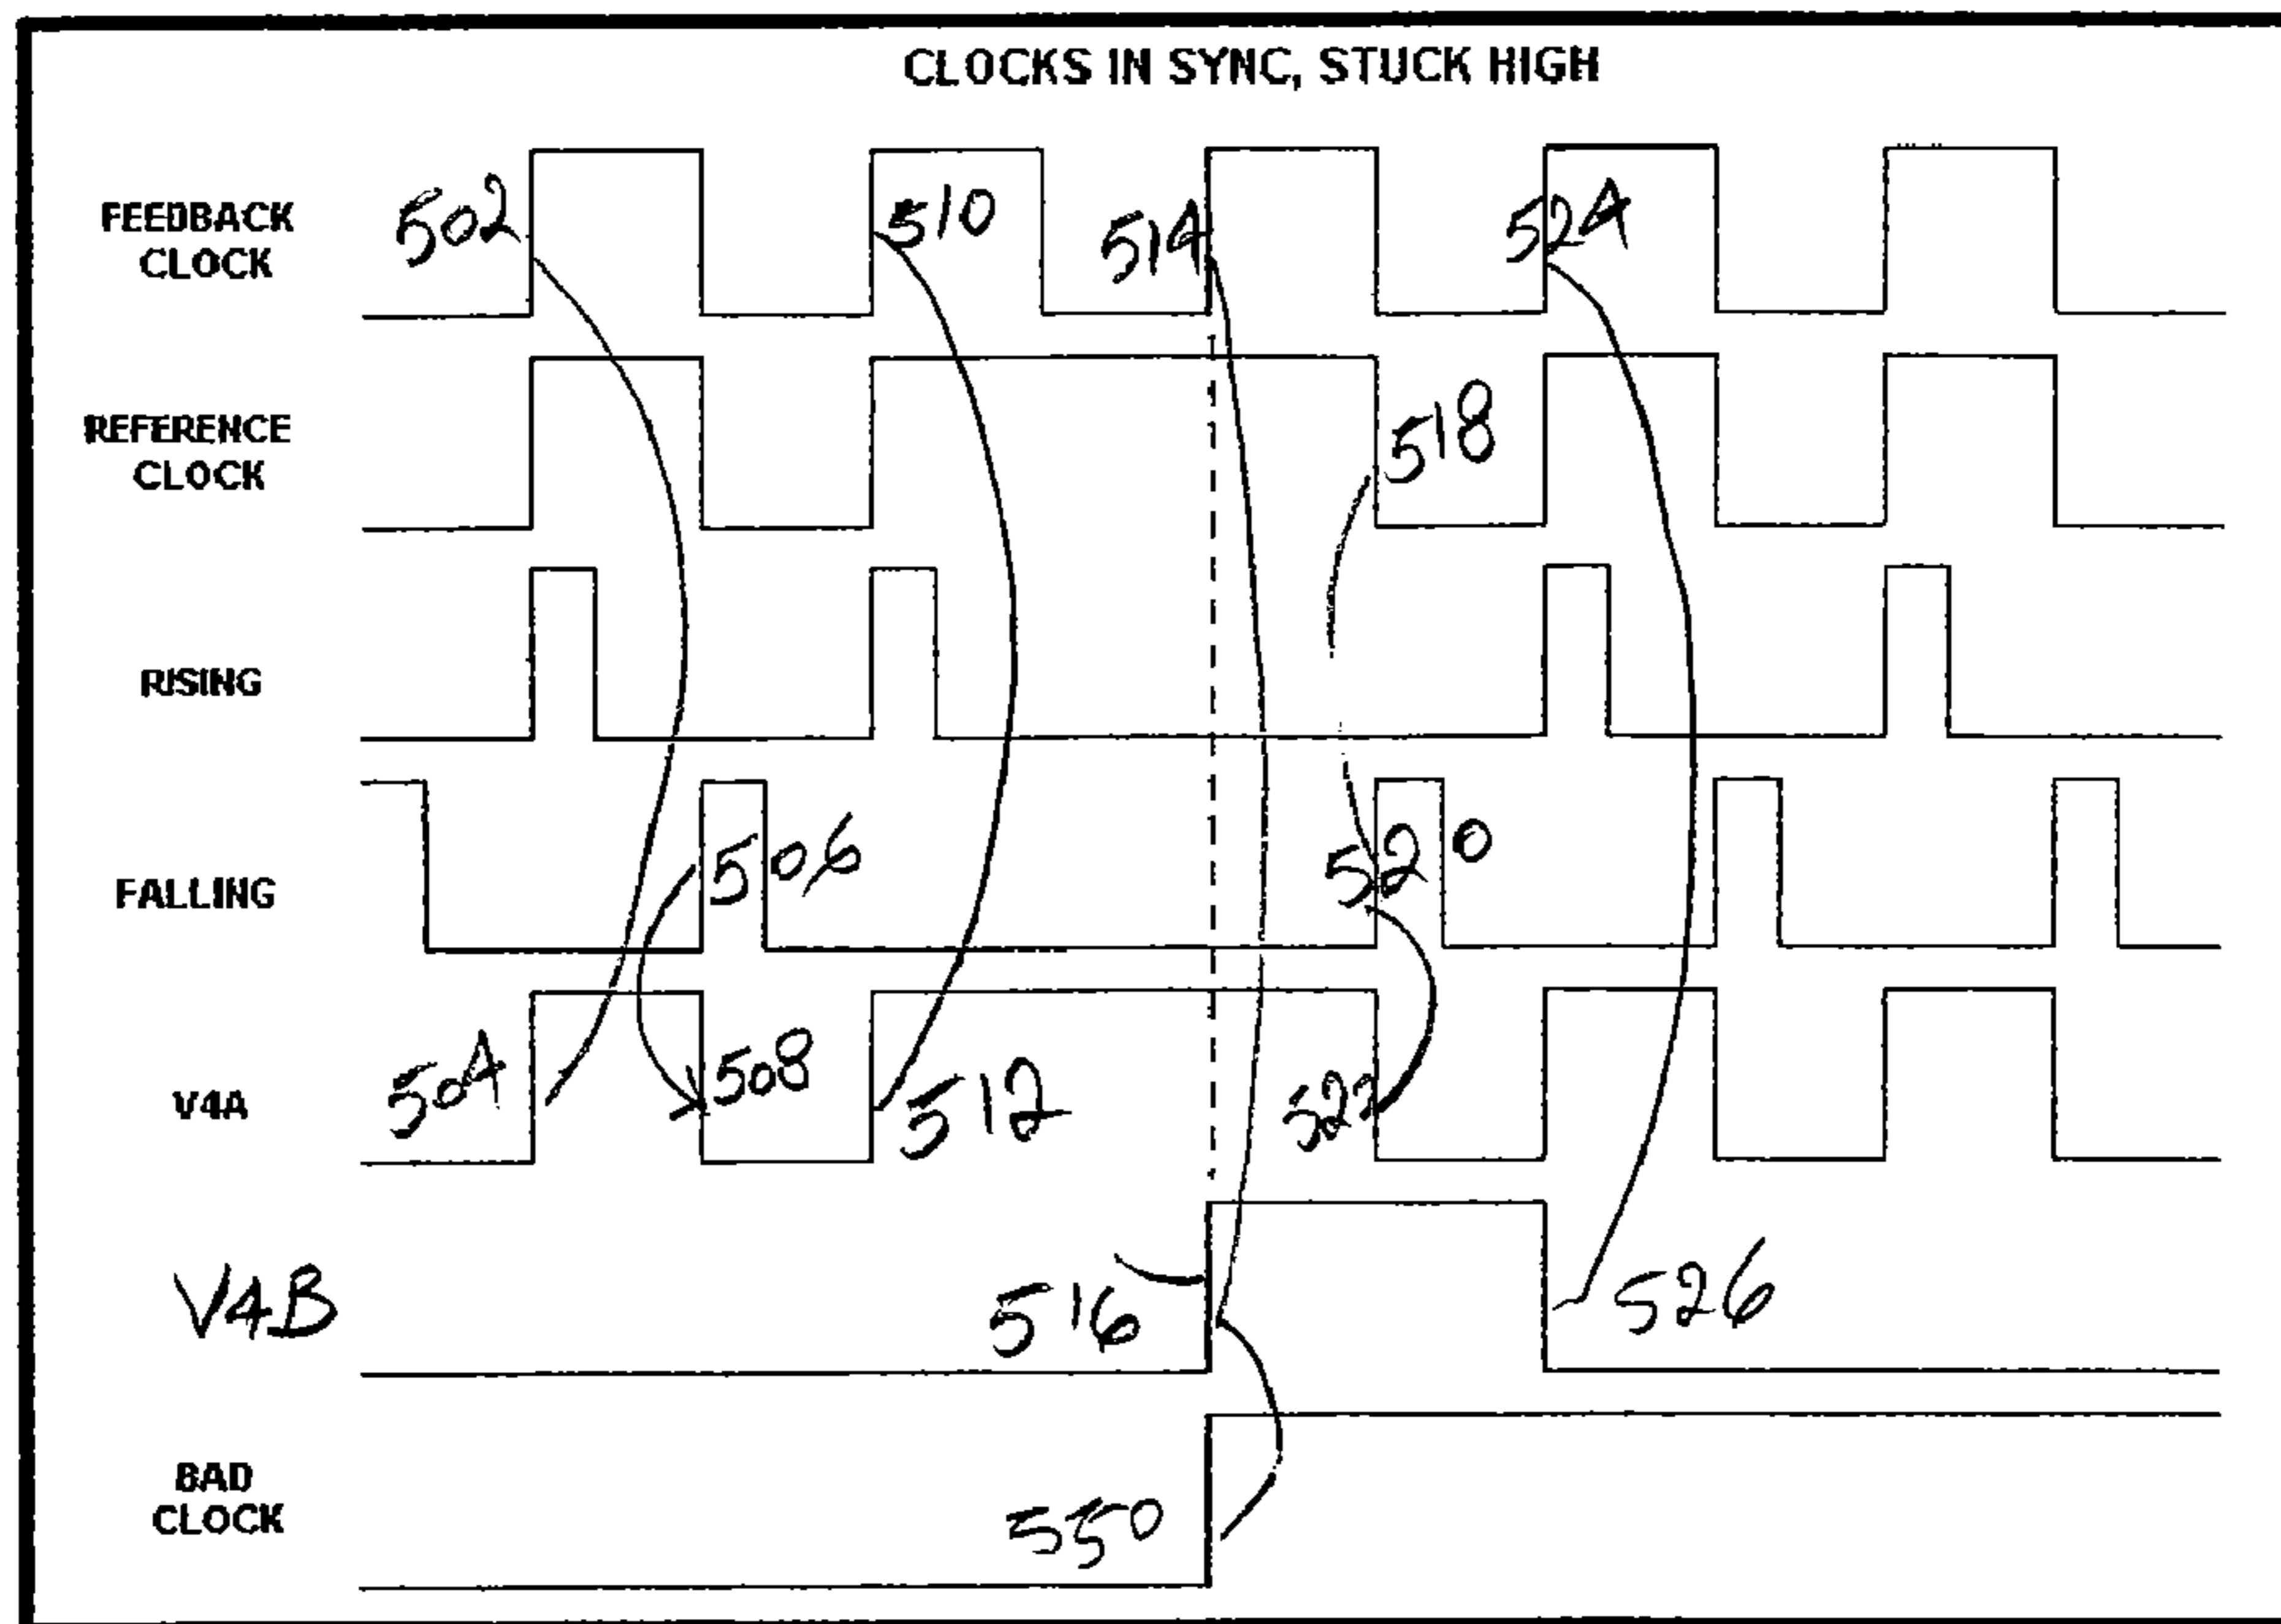 CLOCKS IN SYNC, STUCK HIGH
FEEDBACK
CLOCK
502
510
514
524
REFERENCE
CLOCK
518
RISING
FALLING
506
520
V4A
504
508
512
522
V4B
516
526
BAD
CLOCK
550